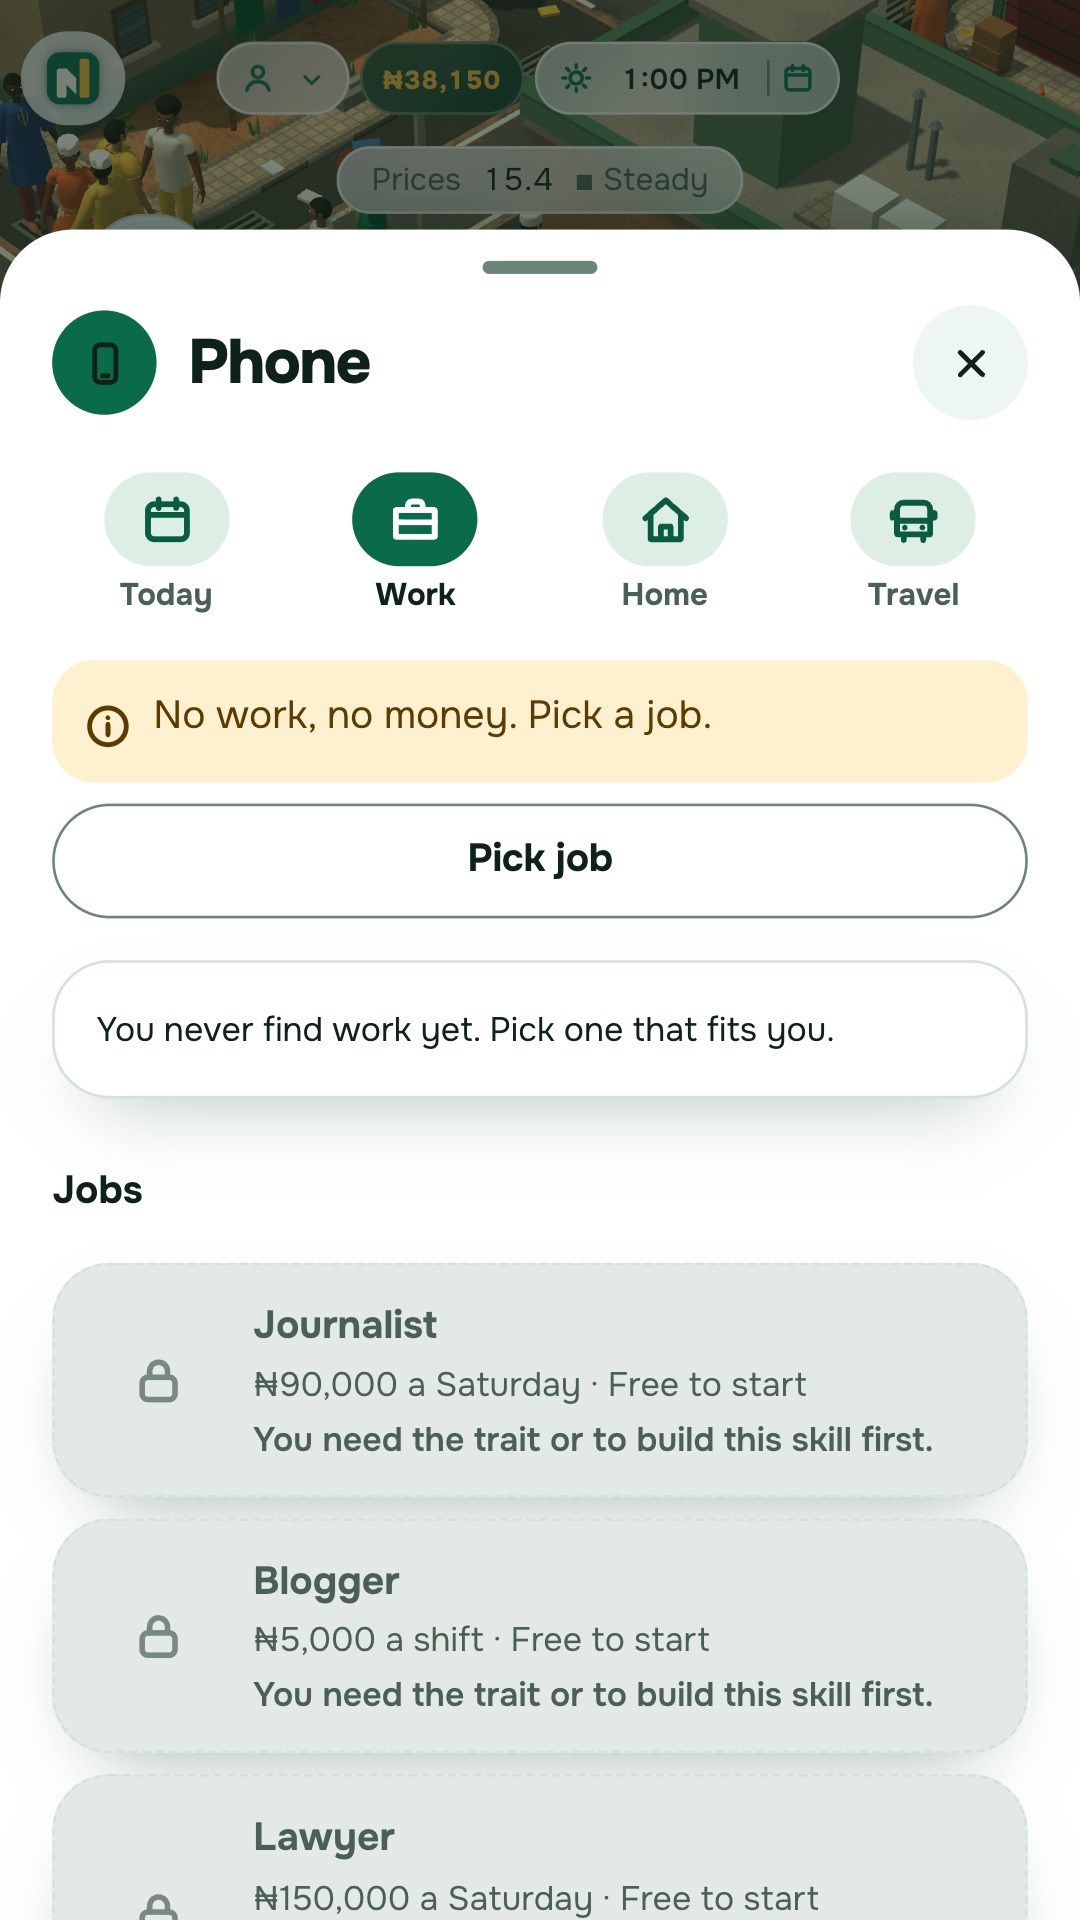 ₦38,150
1:00 PM
Prices 15.4 ■ Steady
Phone
Today
Work
Home
Travel
No work, no money. Pick a job.
Pick job
You never find work yet. Pick one that fits you.
Jobs
Journalist
₦90,000 a Saturday · Free to start
You need the trait or to build this skill first.
Blogger
₦5,000 a shift · Free to start
You need the trait or to build this skill first.
Lawyer
₦150,000 a Saturday · Free to start